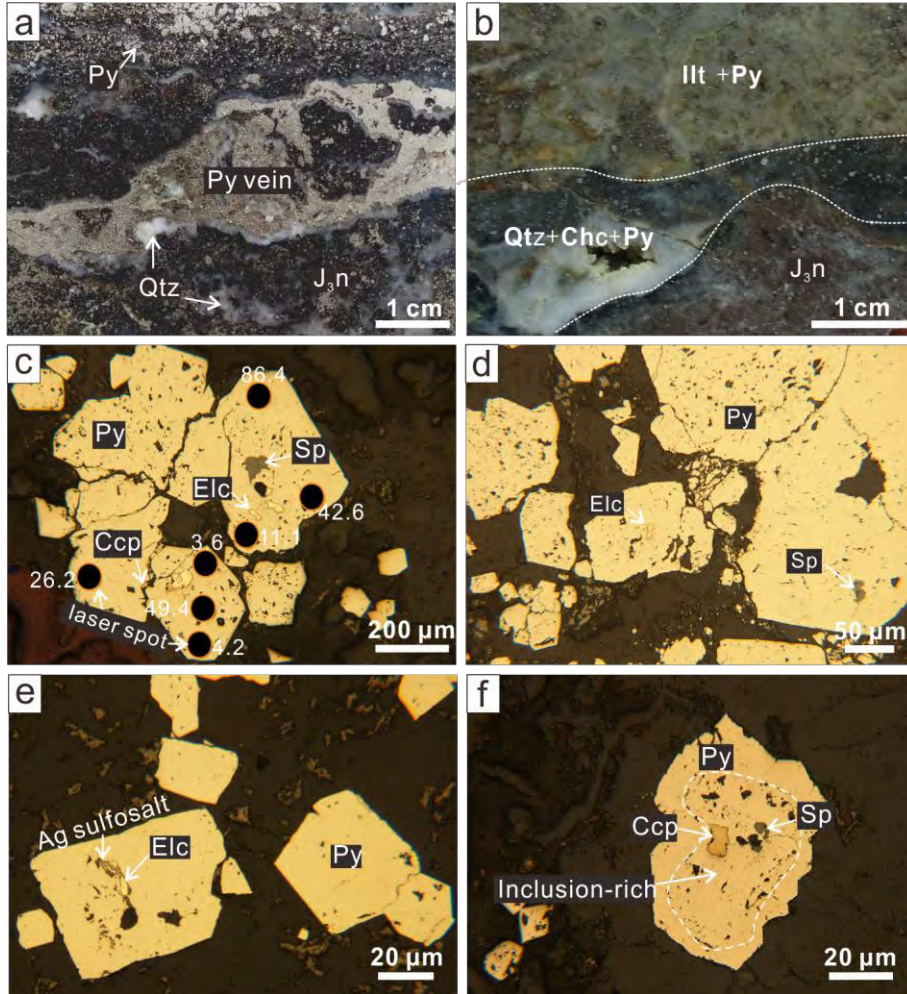 a
Py
Py vein
Qtz
J₃n
1 cm
b
Ilt +Py
Qtz+Chc+Py
J₃n
1 cm
c
86.4
Py
Sp
Elc
42.6
11.1
Ccp
3.6
26.2
49.4
laser spot
4.2
200 µm
d
Py
Elc
Sp
50 µm
e
Ag sulfosalt
Elc
Py
20 µm
f
Py
Ccp
Sp
Inclusion-rich
20 µm